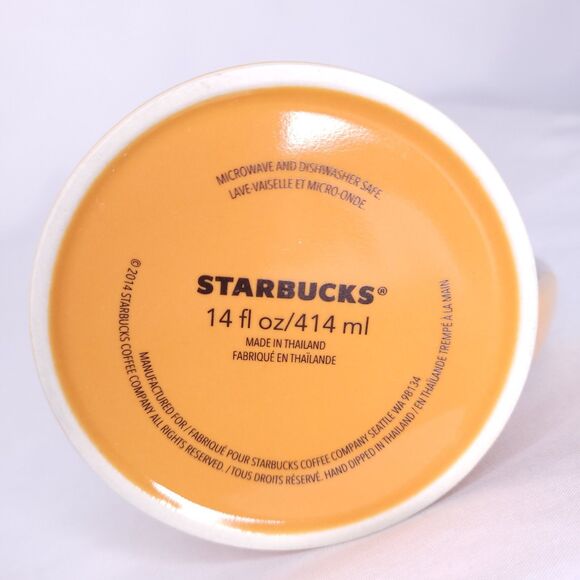 MICROWAVE AND DISHWASHER SAFE.
LAVE-VAISELLE ET MICRO-ONDE.
STARBUCKS®
14 fl oz/414 ml
MADE IN THAILAND
FABRIQUÉ EN THAÏLANDE
MANUFACTURED FOR / FABRIQUÉ POUR STARBUCKS COFFEE COMPANY SEATTLE WA 98134
© 2014 STARBUCKS COFFEE COMPANY ALL RIGHTS RESERVED. / TOUS DROITS RÉSERVÉ. HAND DIPPED IN THAILAND / EN THAÏLANDE TREMPÉ À LA MAIN